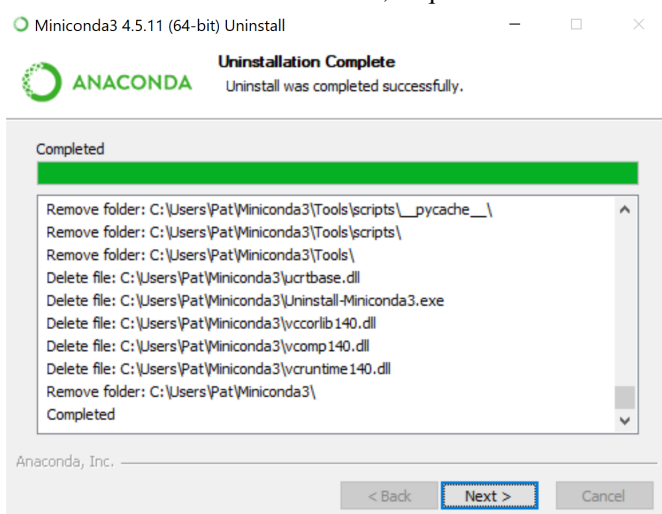 Miniconda3 4.5.11 (64-bit) Uninstall
Uninstallation Complete
ANACONDA
Uninstall was completed successfully.
Completed
Remove folder: C:\Users\Pat\Miniconda3\Tools\scripts\__pycache__\
Remove folder: C:\Users\Pat\Miniconda3\Tools\scripts\
Remove folder: C:\Users\Pat\Miniconda3\Tools\
Delete file: C:\Users\Pat\Miniconda3\ucrtbase.dll
Delete file: C:\Users\Pat\Miniconda3\Uninstall-Miniconda3.exe
Delete file: C:\Users\Pat\Miniconda3\vccorlib140.dll
Delete file: C:\Users\Pat\Miniconda3\vcomp140.dll
Delete file: C:\Users\Pat\Miniconda3\vcruntime140.dll
Remove folder: C:\Users\Pat\Miniconda3\
Completed
Anaconda, Inc.
< Back Next > Cancel